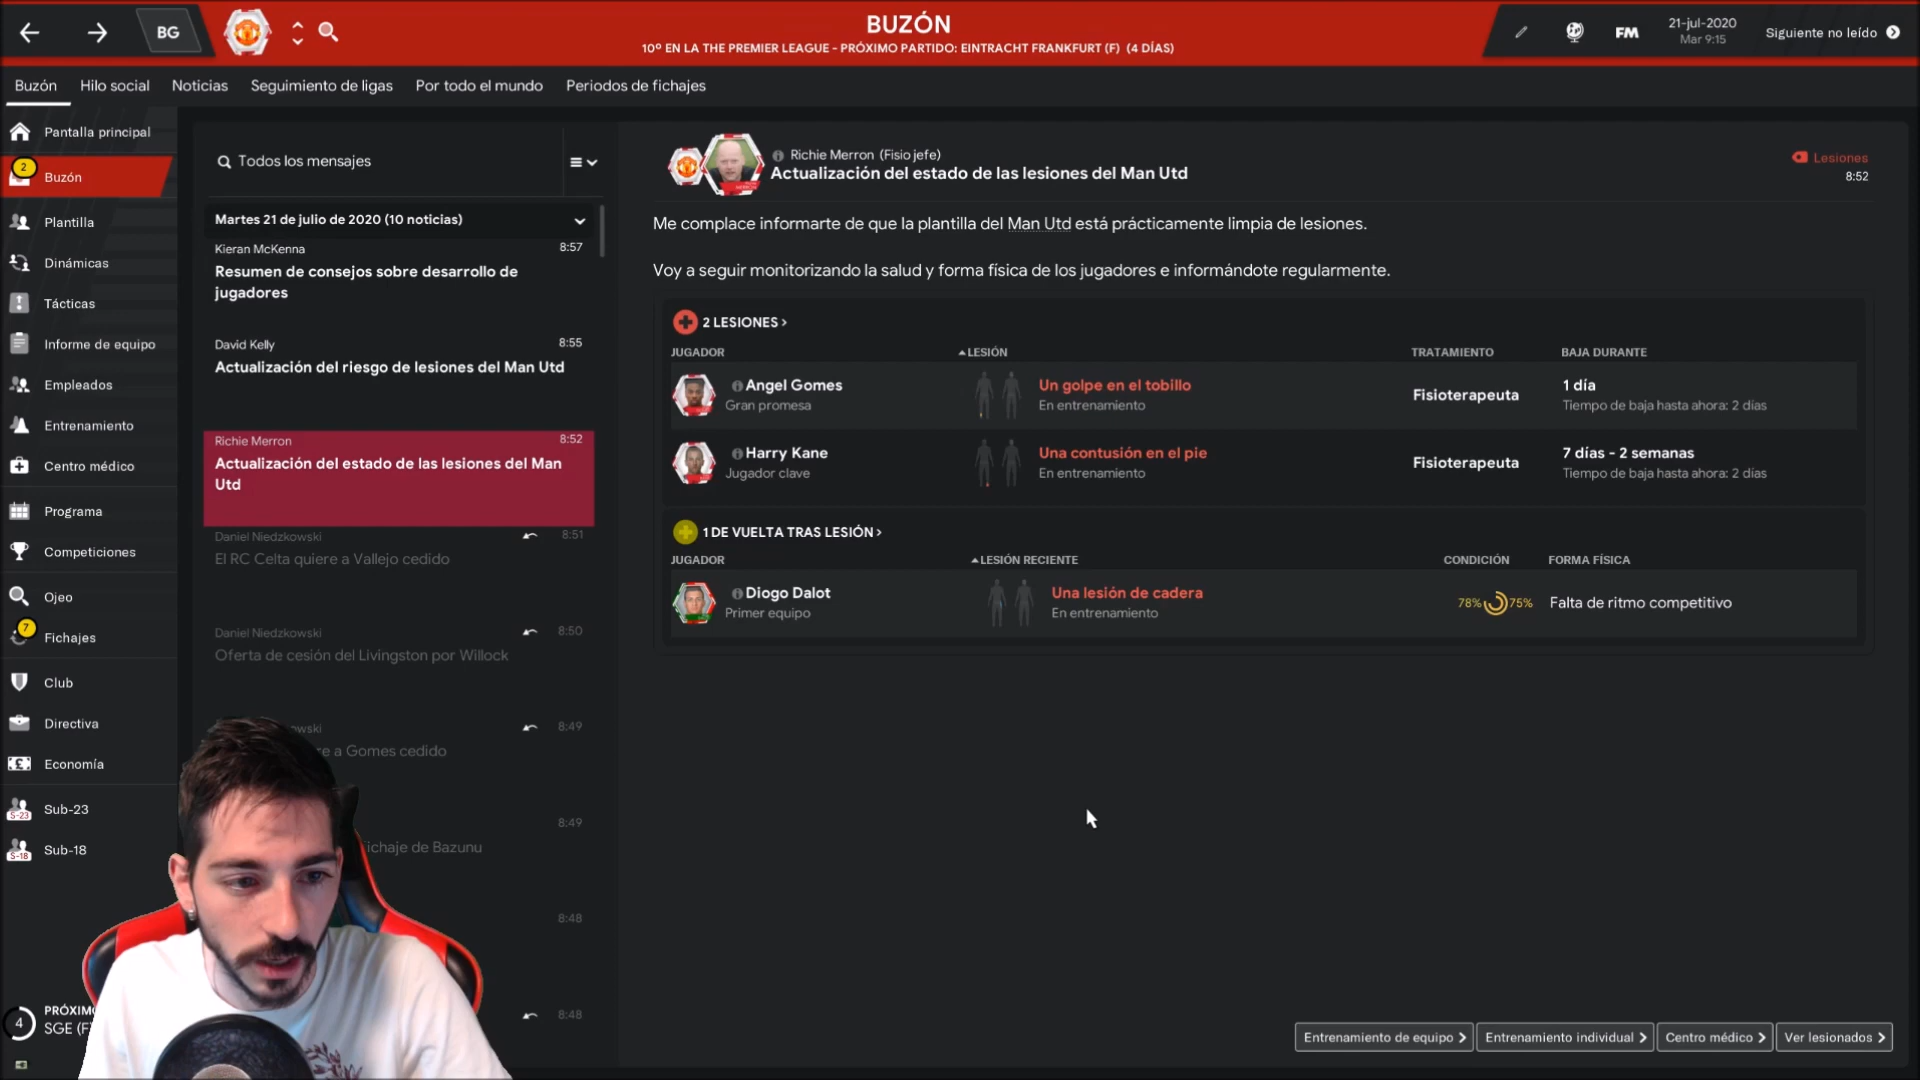 BG
BUZÓN
10º EN LA THE PREMIER LEAGUE - PRÓXIMO PARTIDO: EINTRACHT FRANKFURT (F) (4 DÍAS)
FM
21-jul-2020
Mar 9:15
Siguiente no leído
Buzón
Hilo social
Noticias
Seguimiento de ligas
Por todo el mundo
Periodos de fichajes
Pantalla principal
2
Buzón
Plantilla
Dinámicas
Tácticas
Informe de equipo
Empleados
Entrenamiento
Centro médico
Programa
Competiciones
Ojeo
7
Fichajes
Club
Directiva
Economía
S-23
Sub-23
S-18
Sub-18
4
PRÓXIM
SGE (F
Todos los mensajes
Martes 21 de julio de 2020 (10 noticias)
Kieran McKenna 8:57
Resumen de consejos sobre desarrollo de
jugadores
David Kelly 8:55
Actualización del riesgo de lesiones del Man Utd
Richie Merron 8:52
Actualización del estado de las lesiones del Man
Utd
Daniel Niedzkowski 8:51
El RC Celta quiere a Vallejo cedido
Daniel Niedzkowski 8:50
Oferta de cesión del Livingston por Willock
owski 8:49
re a Gomes cedido
8:49
ichaje de Bazunu
8:48
8:48
Richie Merron (Fisio jefe)
Actualización del estado de las lesiones del Man Utd
Lesiones
8:52
Me complace informarte de que la plantilla del Man Utd está prácticamente limpia de lesiones.
Voy a seguir monitorizando la salud y forma física de los jugadores e informándote regularmente.
2 LESIONES
JUGADOR LESIÓN TRATAMIENTO BAJA DURANTE
Angel Gomes Un golpe en el tobillo Fisioterapeuta 1 día
Gran promesa En entrenamiento Tiempo de baja hasta ahora: 2 días
Harry Kane Una contusión en el pie Fisioterapeuta 7 días - 2 semanas
Jugador clave En entrenamiento Tiempo de baja hasta ahora: 2 días
1 DE VUELTA TRAS LESIÓN
JUGADOR LESIÓN RECIENTE CONDICIÓN FORMA FÍSICA
Diogo Dalot Una lesión de cadera 78% 75% Falta de ritmo competitivo
Primer equipo En entrenamiento
Entrenamiento de equipo
Entrenamiento individual
Centro médico
Ver lesionados